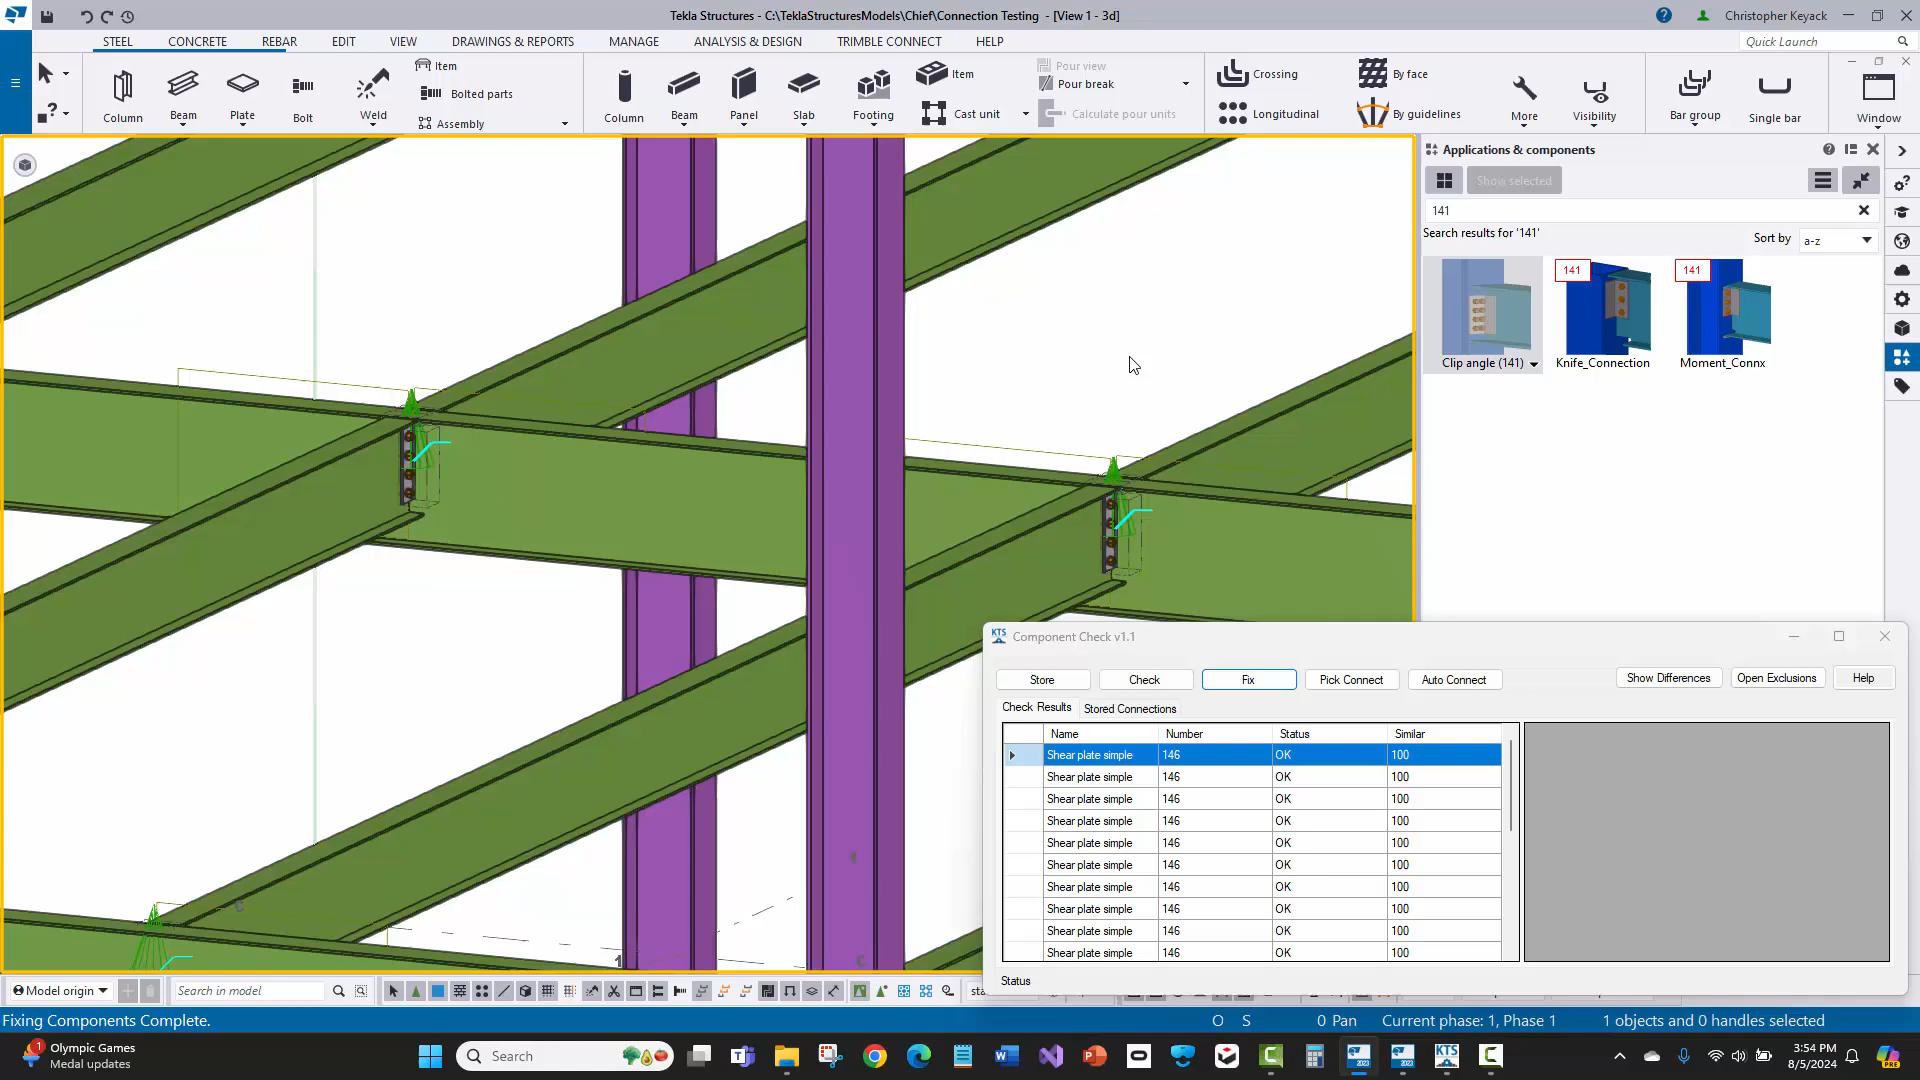 Tekla Structures - C:\TeklaStructuresModels\Chief\Connection Testing - [View 1 - 3d]
Christopher Keyack
STEEL CONCRETE REBAR EDIT VIEW DRAWINGS & REPORTS MANAGE ANALYSIS & DESIGN TRIMBLE CONNECT HELP
Quick Launch
Column
Beam
Plate
Bolt
Weld
Item
Bolted parts
Assembly
Column
Beam
Panel
Slab
Footing
Item
Cast unit
Pour view
Pour break
Calculate pour units
Crossing
Longitudinal
By face
By guidelines
More
Visibility
Bar group
Single bar
Window
Applications & components
Show selected
141
Search results for '141'
Sort by a-z
141
141
Clip angle (141)
Knife_Connection
Moment_Connx
KTS
Component Check v1.1
Store Check Fix Pick Connect Auto Connect Show Differences Open Exclusions Help
Check Results Stored Connections
Name Number Status Similar
Shear plate simple 146 OK 100
Shear plate simple 146 OK 100
Shear plate simple 146 OK 100
Shear plate simple 146 OK 100
Shear plate simple 146 OK 100
Shear plate simple 146 OK 100
Shear plate simple 146 OK 100
Shear plate simple 146 OK 100
Shear plate simple 146 OK 100
Shear plate simple 146 OK 100
Status
1
Model origin
Search in model
Fixing Components Complete.
O S 0 Pan Current phase: 1, Phase 1 1 objects and 0 handles selected
1
Olympic Games
Medal updates
Search
KTS
3:54 PM
8/5/2024